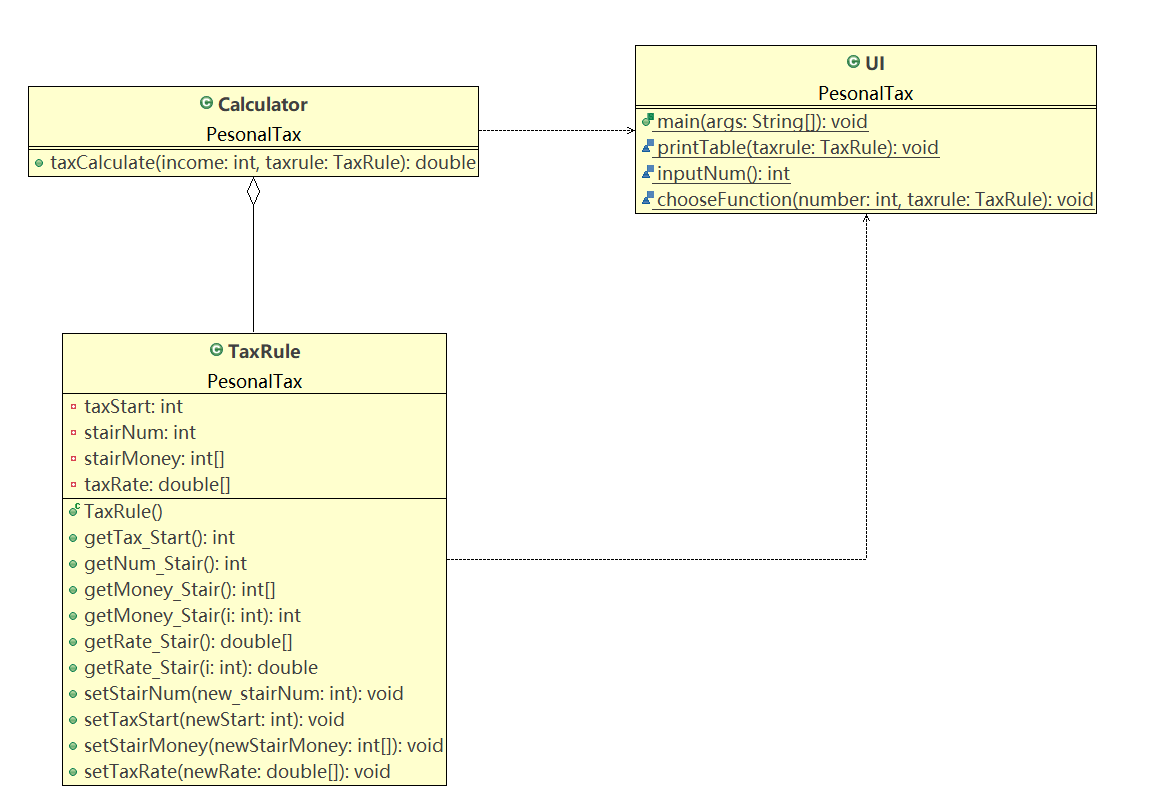 Calculator
PesonalTax
taxCalculate(income: int, taxrule: TaxRule): double
UI
PesonalTax
main(args: String[]): void
printTable(taxrule: TaxRule): void
inputNum(): int
chooseFunction(number: int, taxrule: TaxRule): void
TaxRule
PesonalTax
taxStart: int
stairNum: int
stairMoney: int[]
taxRate: double[]
TaxRule()
getTax_Start(): int
getNum_Stair(): int
getMoney_Stair(): int[]
getMoney_Stair(i: int): int
getRate_Stair(): double[]
getRate_Stair(i: int): double
setStairNum(new_stairNum: int): void
setTaxStart(newStart: int): void
setStairMoney(newStairMoney: int[]): void
setTaxRate(newRate: double[]): void